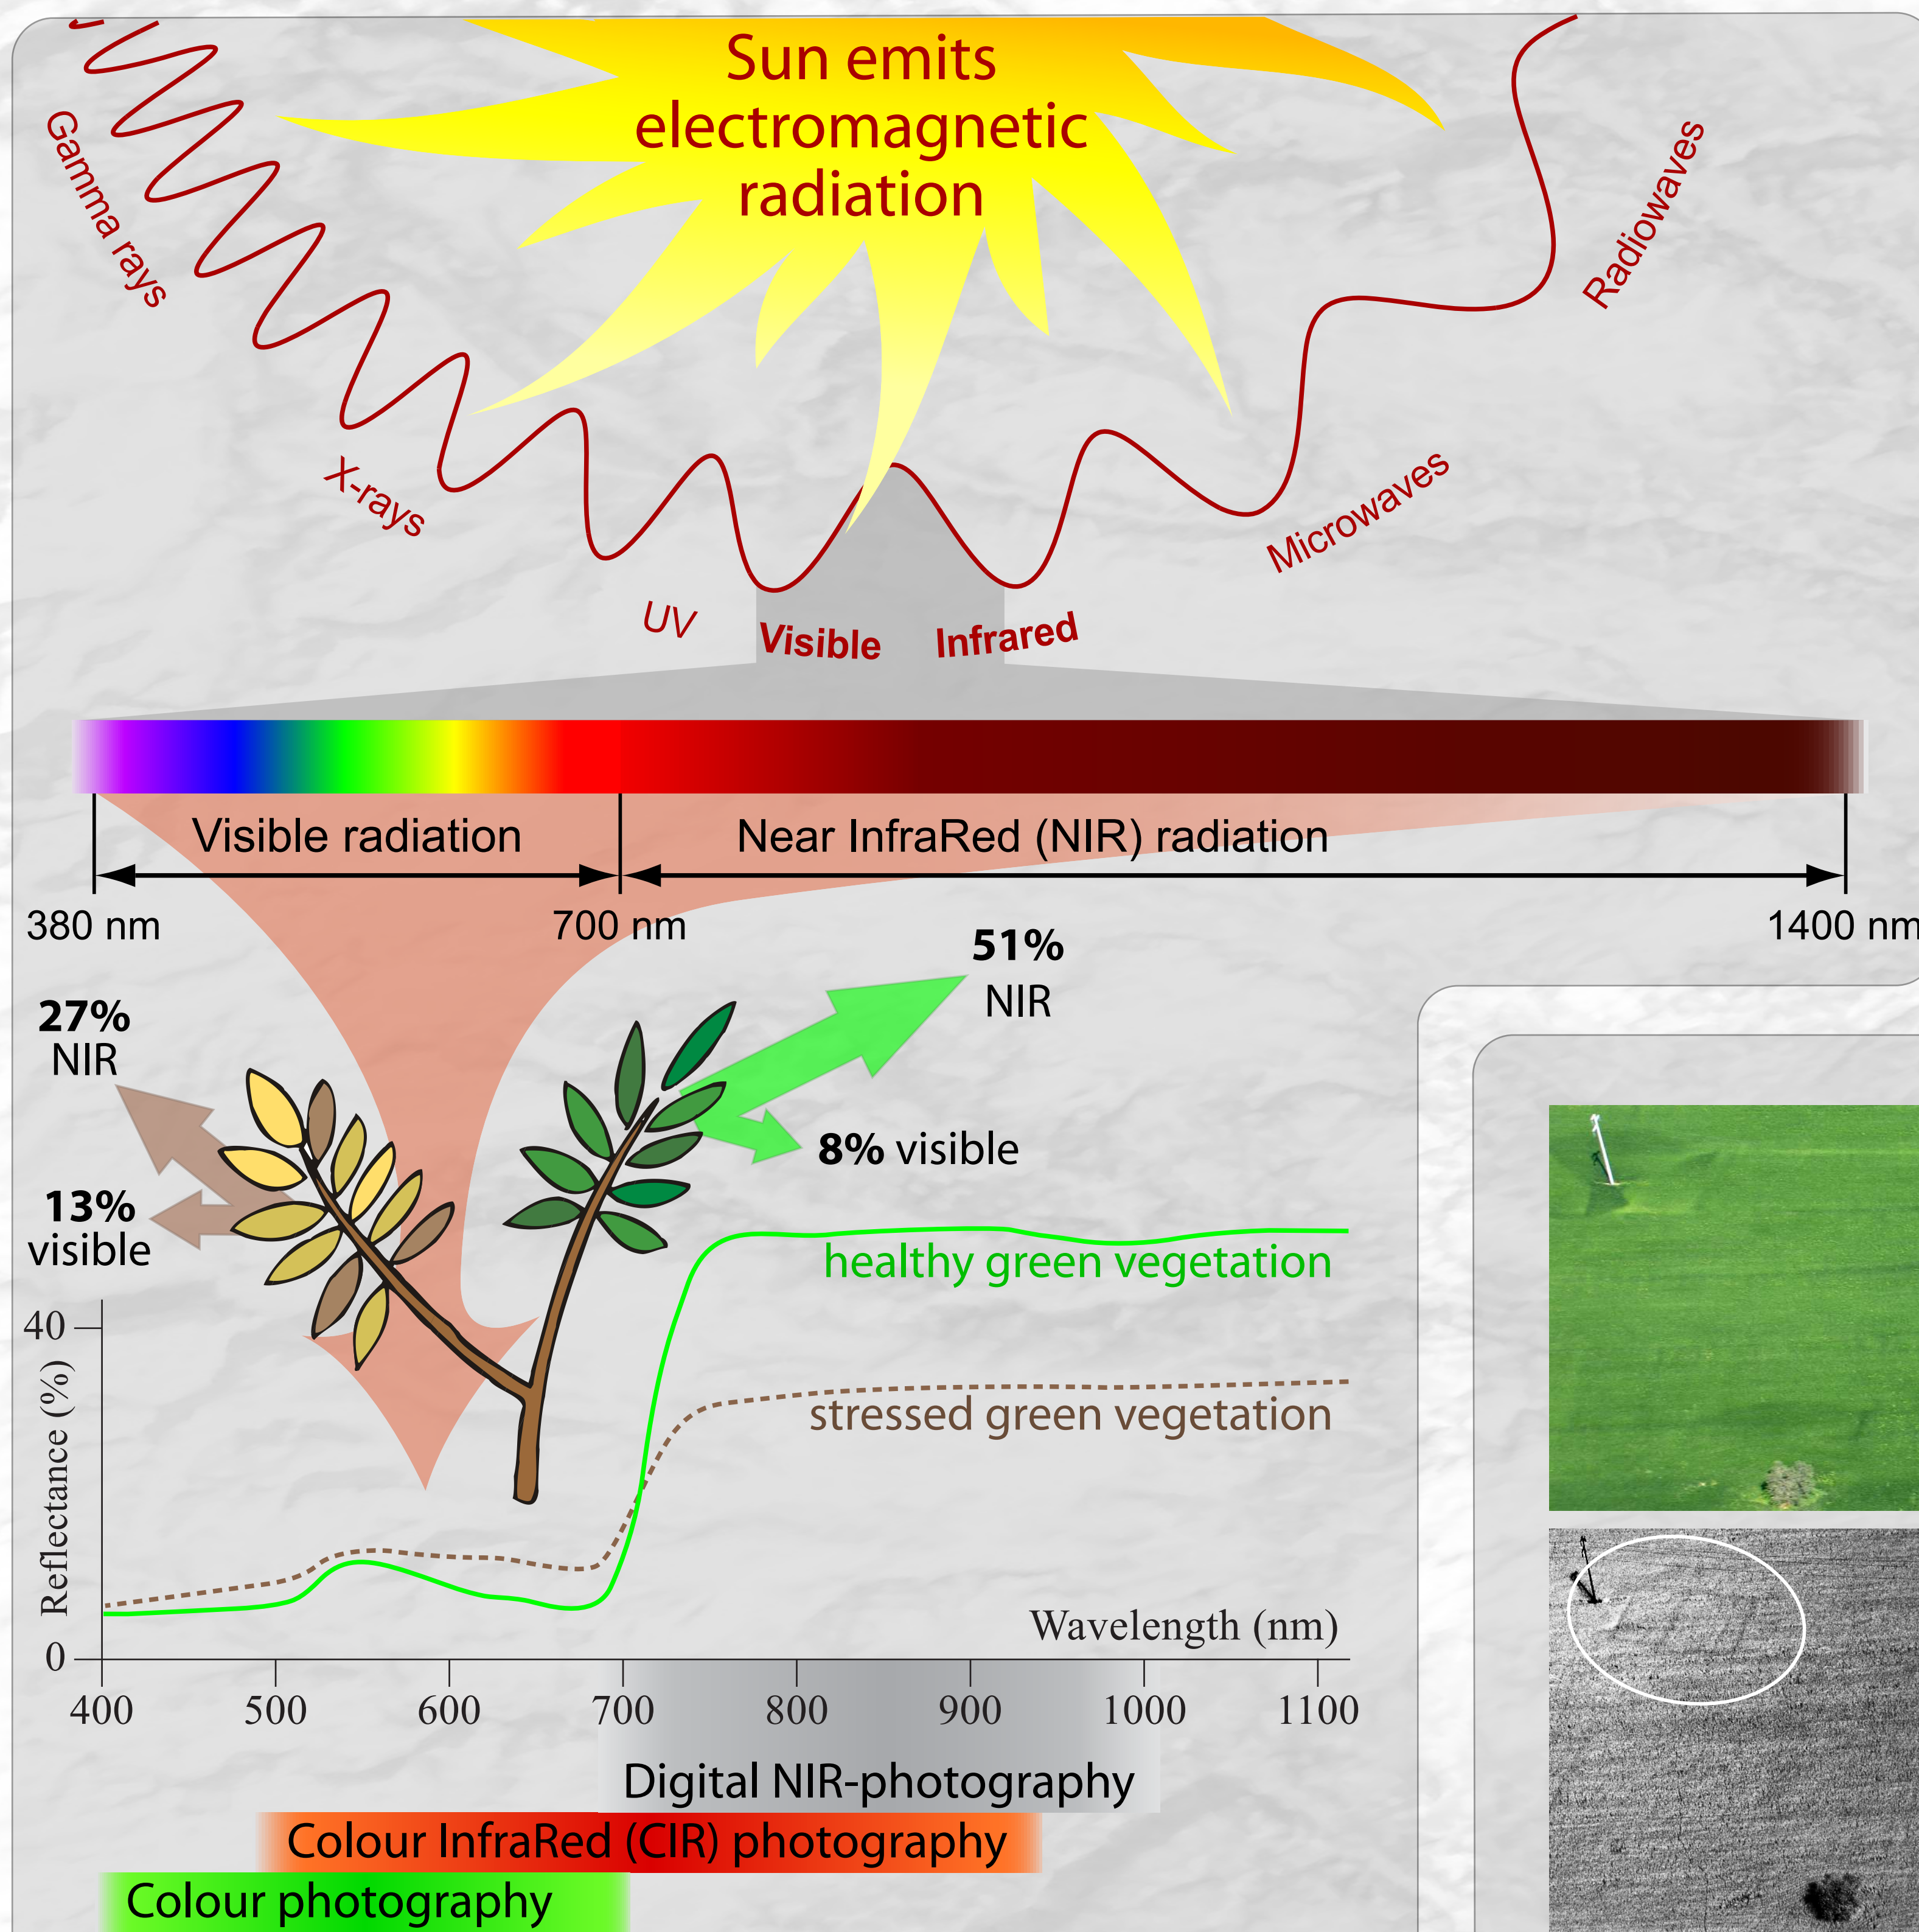 Sun emits
electromagnetic
radiation
Gamma rays
X-rays
UV
Visible
Infrared
Microwaves
Radiowaves
Visible radiation
Near InfraRed (NIR) radiation
380 nm
700 nm
1400 nm
27%
NIR
13%
visible
51%
NIR
8% visible
healthy green vegetation
stressed green vegetation
Reflectance (%)
40
0
Wavelength (nm)
400 500 600 700 800 900 1000 1100
Digital NIR-photography
Colour InfraRed (CIR) photography
Colour photography